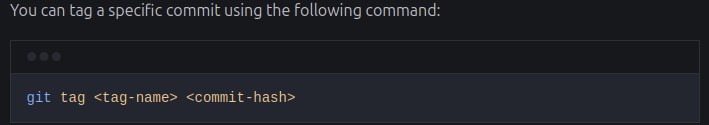 You can tag a specific commit using the following command:
git tag <tag-name> <commit-hash>